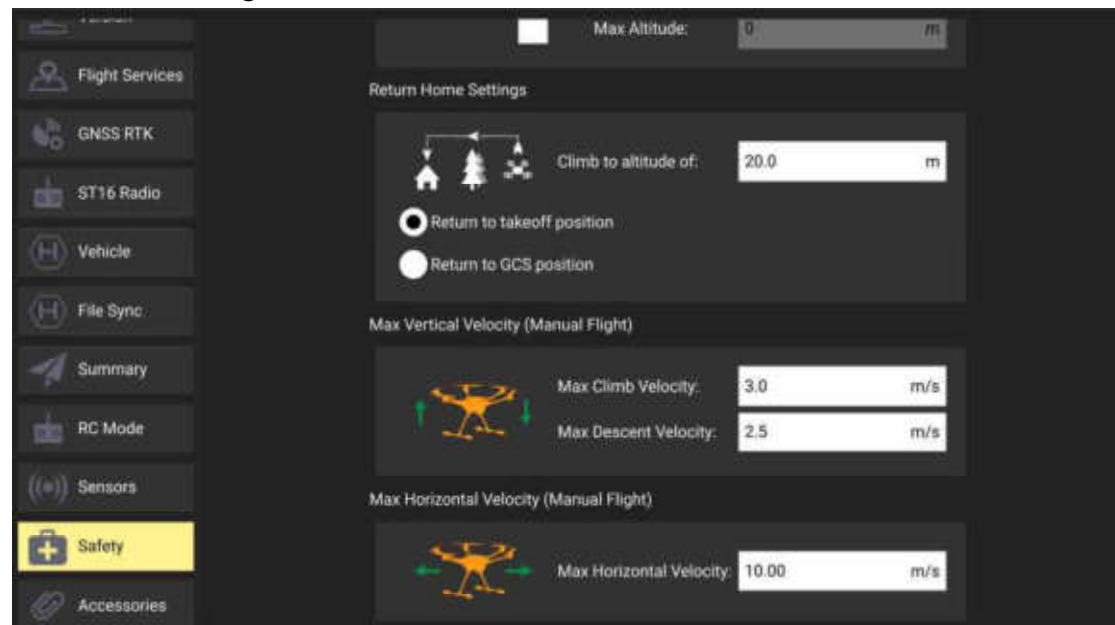 Max Altitude: 0 m
Flight Services
Return Home Settings
GNSS RTK
Climb to altitude of: 20.0 m
ST16 Radio
Return to takeoff position
Vehicle
Return to GCS position
File Sync
Max Vertical Velocity (Manual Flight)
Summary
Max Climb Velocity: 3.0 m/s
RC Mode
Max Descent Velocity: 2.5 m/s
Sensors
Max Horizontal Velocity (Manual Flight)
Safety
Max Horizontal Velocity: 10.00 m/s
Accessories